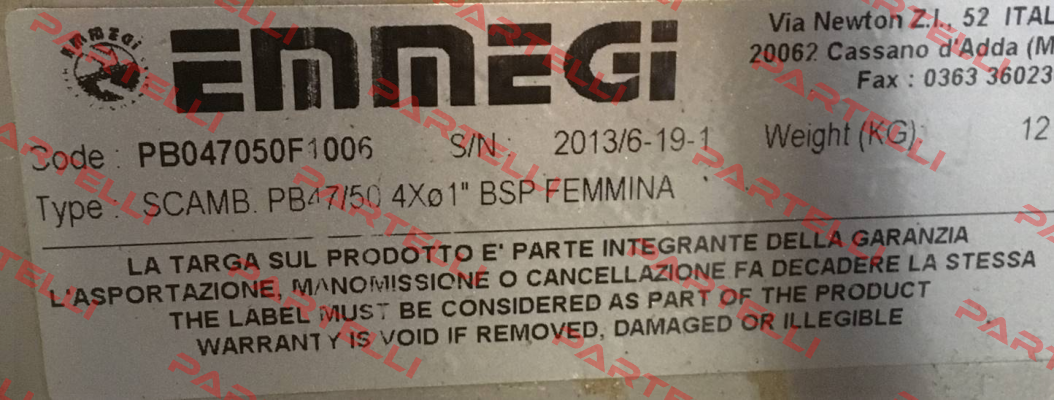 EMMEGI
EMMEGI
Via Newton Z.I., 52 ITAL
20062 Cassano d'Adda (M
Fax : 0363 36023
Code : PB047050F1006 S/N : 2013/6-19-1 Weight (KG): 12
Type : SCAMB. PB47/50 4Xø1" BSP FEMMINA
LA TARGA SUL PRODOTTO E' PARTE INTEGRANTE DELLA GARANZIA
L'ASPORTAZIONE, MANOMISSIONE O CANCELLAZIONE FA DECADERE LA STESSA
THE LABEL MUST BE CONSIDERED AS PART OF THE PRODUCT
WARRANTY IS VOID IF REMOVED, DAMAGED OR ILLEGIBLE
PARTELLI